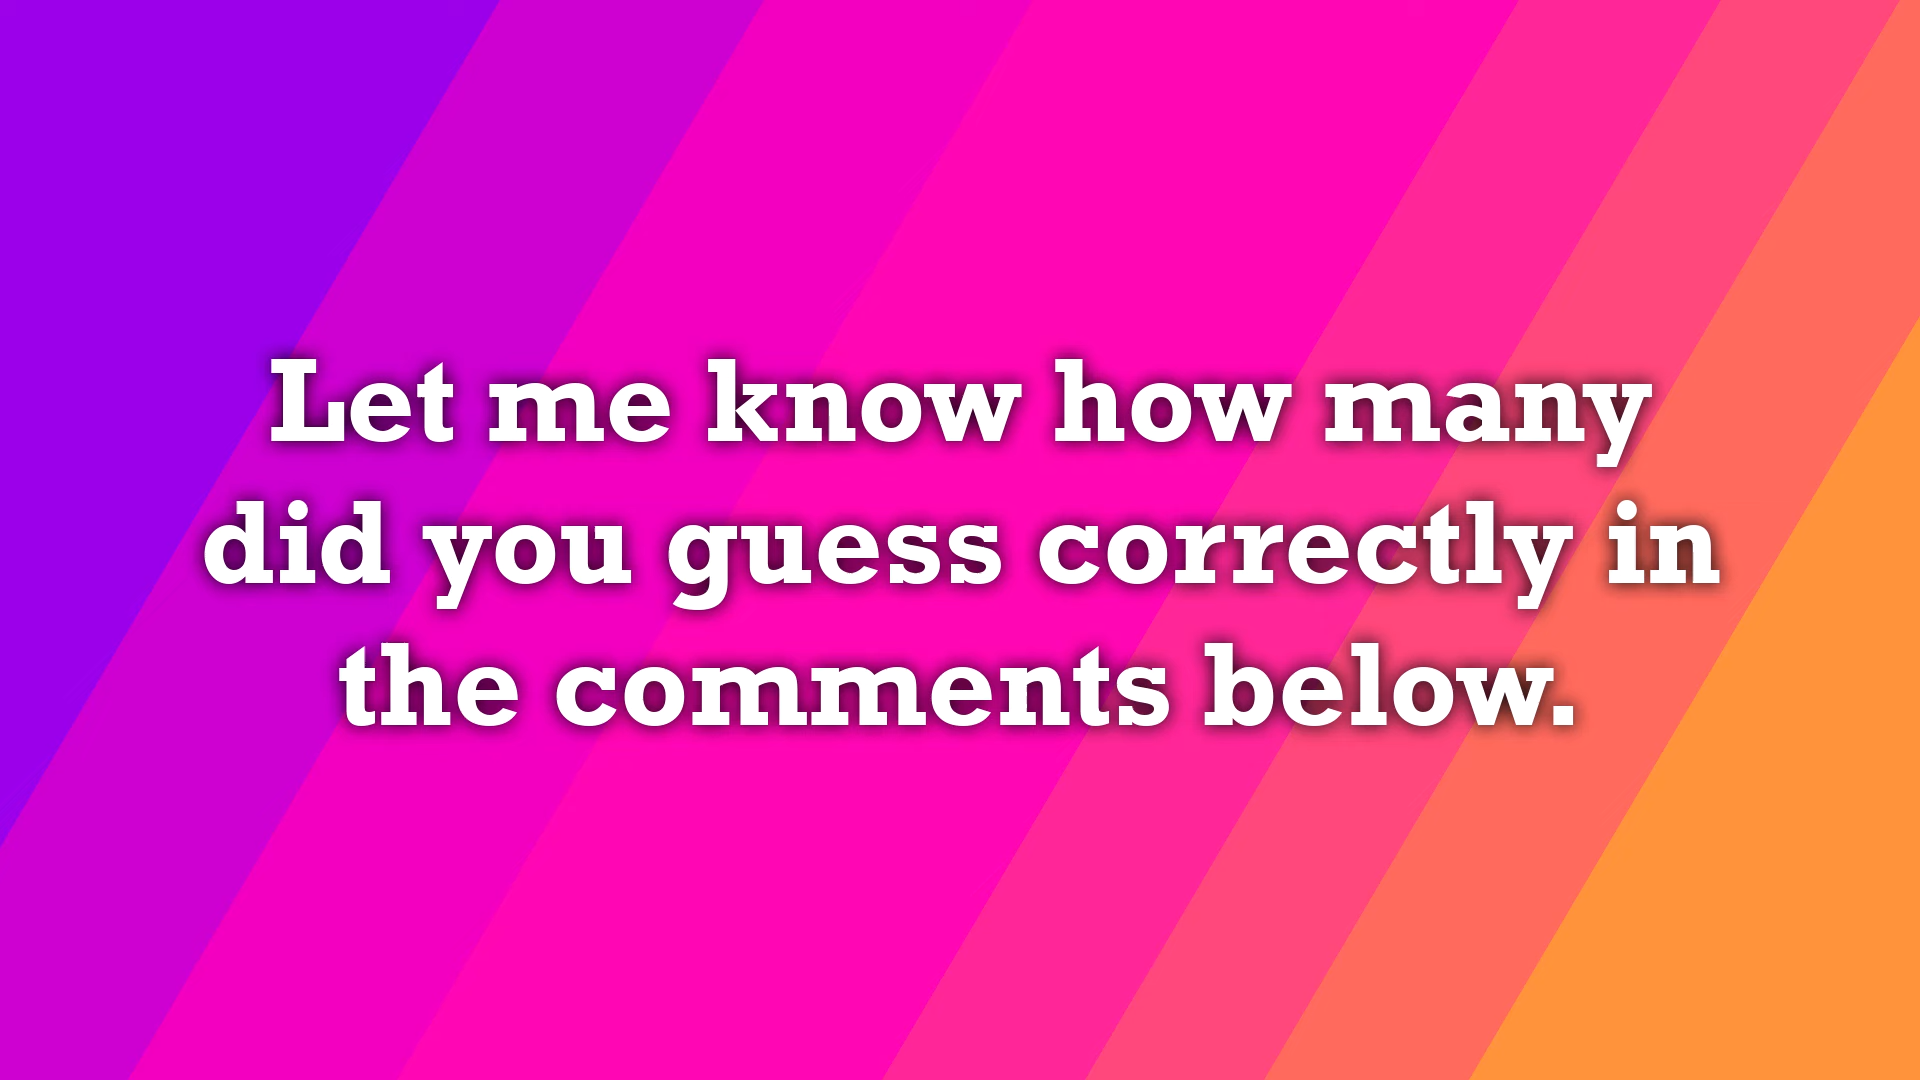 Let me know how many
did you guess correctly in
the comments below.